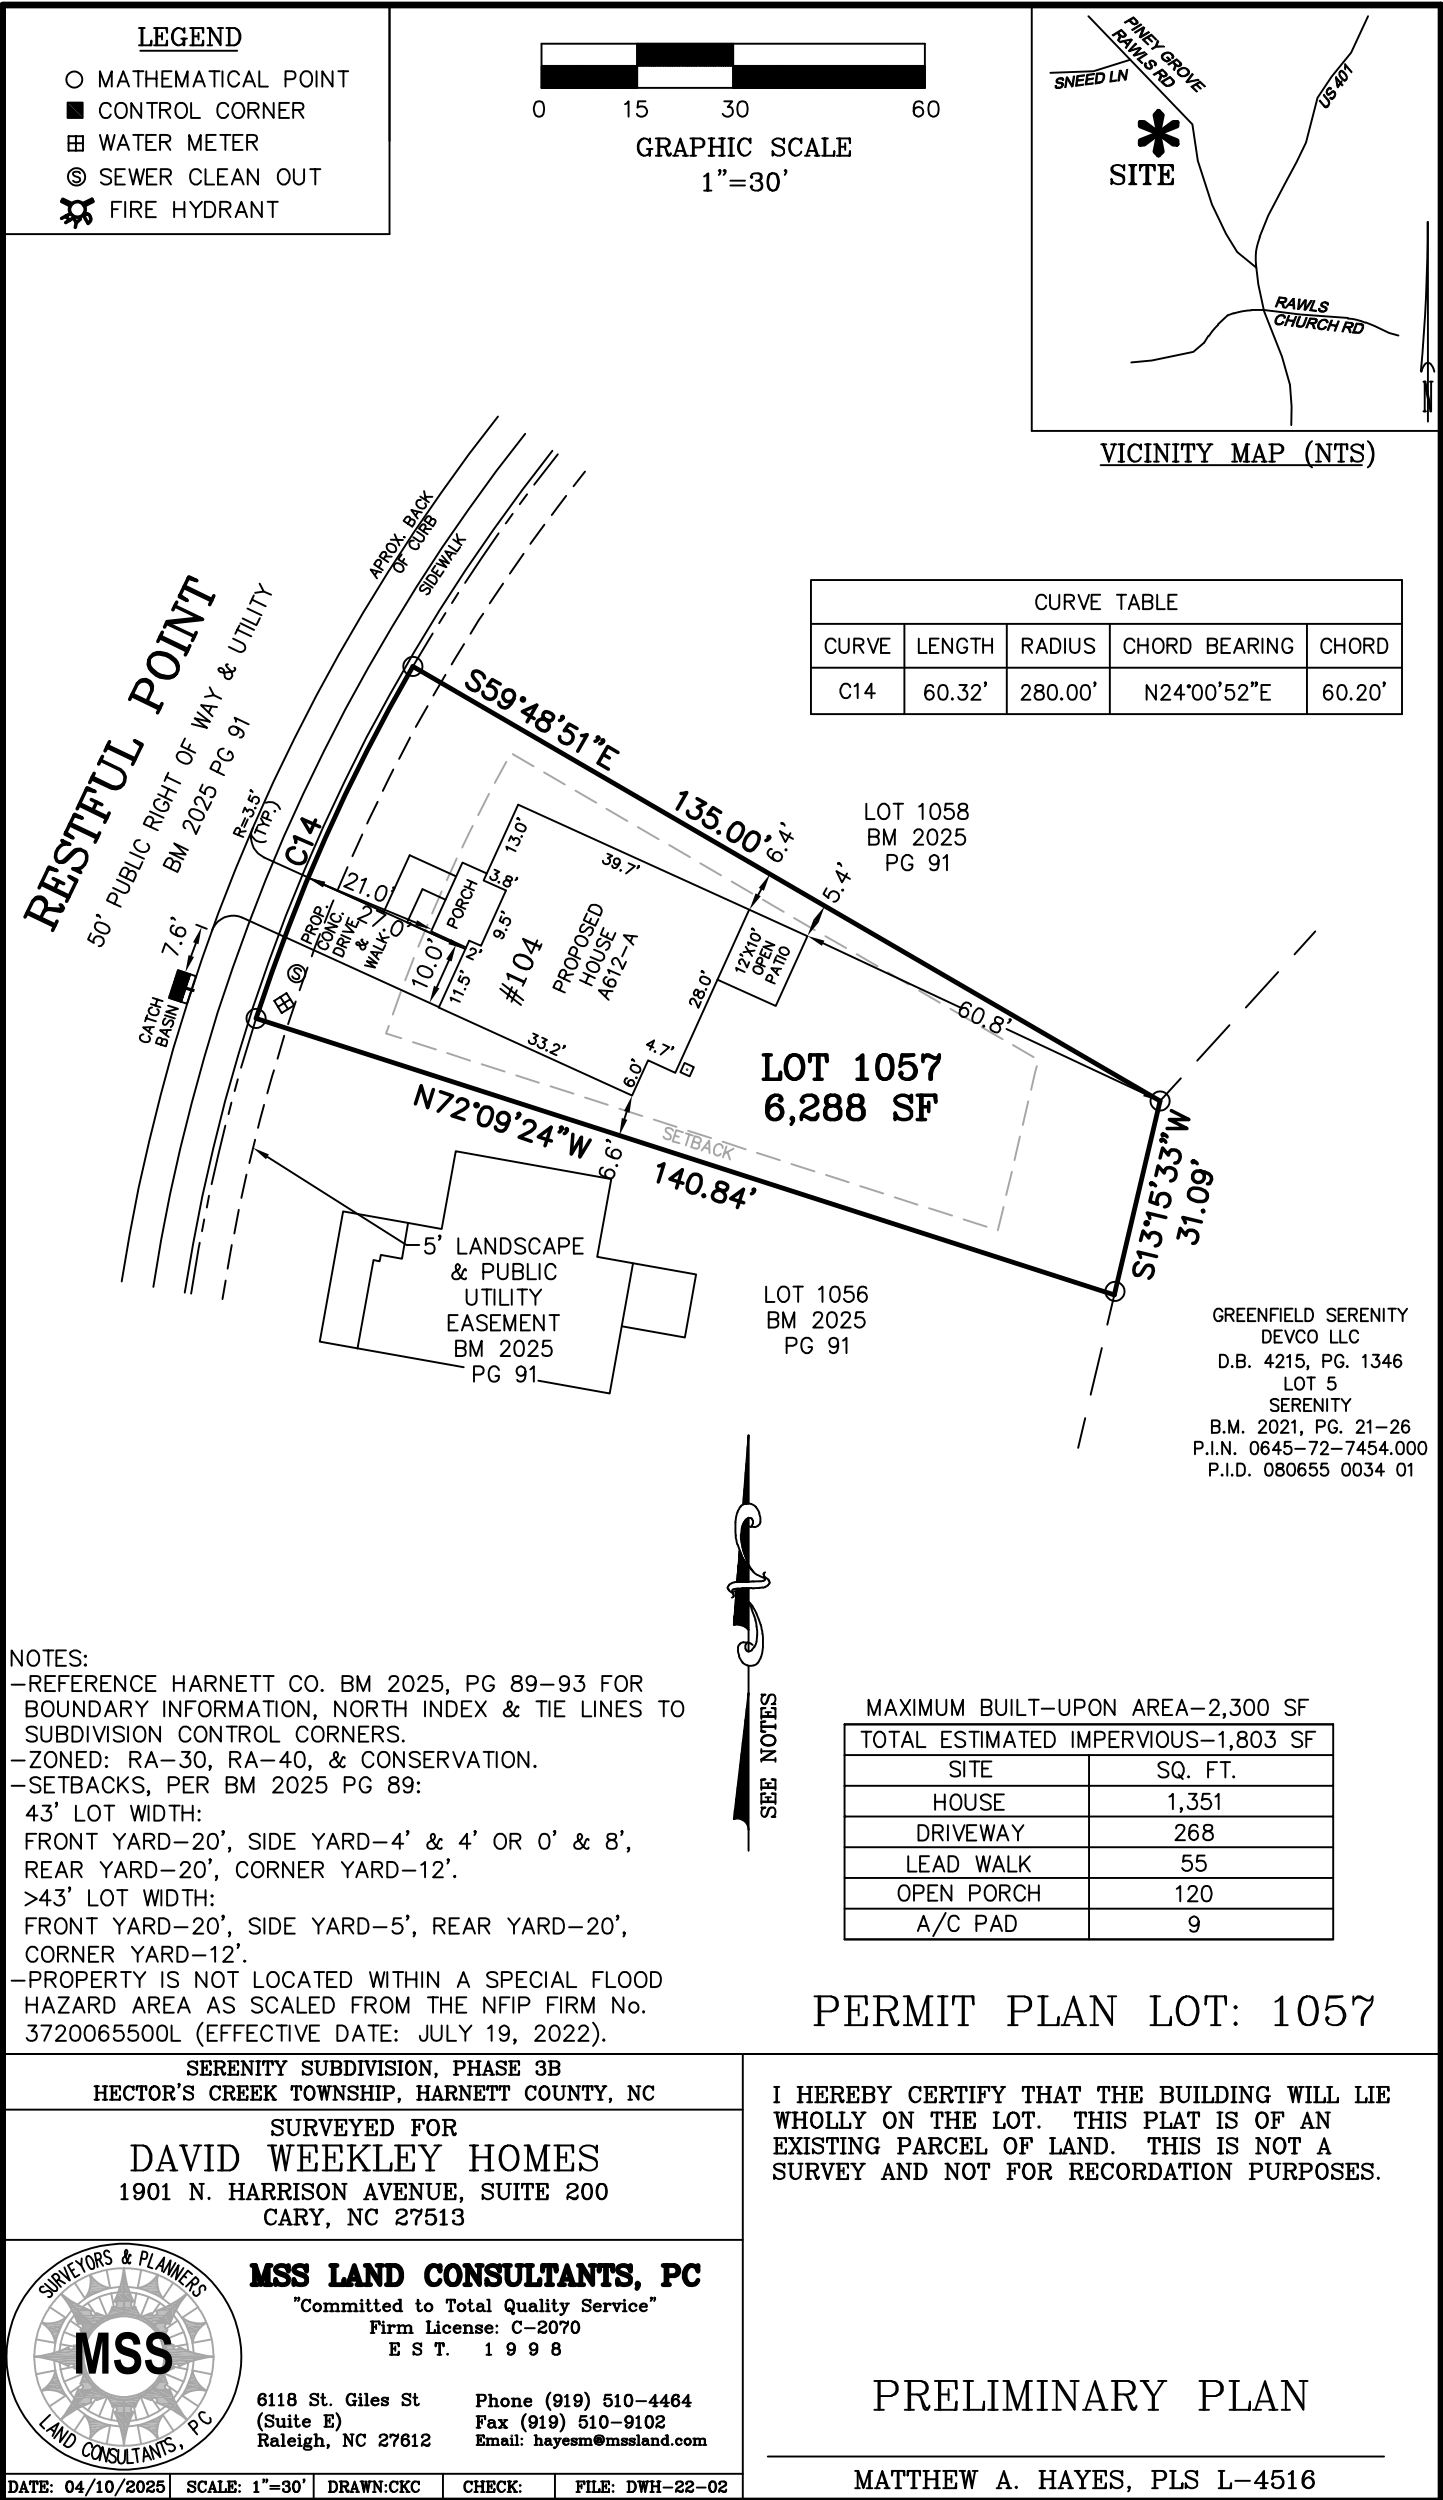 LEGEND
MATHEMATICAL POINT
CONTROL CORNER
WATER METER
Ⓢ SEWER CLEAN OUT
FIRE HYDRANT
0 15 30 60
GRAPHIC SCALE
1"=30'
PINEY GROVE
RAWLS RD
SNEED LN
US 401
SITE
RAWLS
CHURCH RD
N
VICINITY MAP (NTS)
CURVE TABLE
CURVE LENGTH RADIUS CHORD BEARING CHORD
C14 60.32' 280.00' N24°00'52"E 60.20'
APROX. BACK
OF CURB
SIDEWALK
RESTFUL POINT
50' PUBLIC RIGHT OF WAY & UTILITY
BM 2025 PG 91
R=3.5'
(TYP.)
C14
S59°48'51"E
135.00'
6.4'
5.4'
LOT 1058
BM 2025
PG 91
13.0'
39.7'
21.0'
27.0'
3.8'
PORCH
9.5'
2'
10.0'
11.5'
PROP.
CONC.
DRIVE
&
WALK
#104
PROPOSED
HOUSE
A612-A
12'X10'
OPEN
PATIO
28.0'
60.8'
33.2'
4.7'
6.0'
6.6'
7.6'
CATCH
BASIN
Ⓢ
LOT 1057
6,288 SF
SETBACK
N72°09'24"W
140.84'
S13°15'33"W
31.09'
5' LANDSCAPE
& PUBLIC
UTILITY
EASEMENT
BM 2025
PG 91
LOT 1056
BM 2025
PG 91
GREENFIELD SERENITY
DEVCO LLC
D.B. 4215, PG. 1346
LOT 5
SERENITY
B.M. 2021, PG. 21-26
P.I.N. 0645-72-7454.000
P.I.D. 080655 0034 01
SEE NOTES
NOTES:
-REFERENCE HARNETT CO. BM 2025, PG 89-93 FOR
BOUNDARY INFORMATION, NORTH INDEX & TIE LINES TO
SUBDIVISION CONTROL CORNERS.
-ZONED: RA-30, RA-40, & CONSERVATION.
-SETBACKS, PER BM 2025 PG 89:
43' LOT WIDTH:
FRONT YARD-20', SIDE YARD-4' & 4' OR 0' & 8',
REAR YARD-20', CORNER YARD-12'.
>43' LOT WIDTH:
FRONT YARD-20', SIDE YARD-5', REAR YARD-20',
CORNER YARD-12'.
-PROPERTY IS NOT LOCATED WITHIN A SPECIAL FLOOD
HAZARD AREA AS SCALED FROM THE NFIP FIRM No.
3720065500L (EFFECTIVE DATE: JULY 19, 2022).
MAXIMUM BUILT-UPON AREA-2,300 SF
TOTAL ESTIMATED IMPERVIOUS-1,803 SF
SITE SQ. FT.
HOUSE 1,351
DRIVEWAY 268
LEAD WALK 55
OPEN PORCH 120
A/C PAD 9
PERMIT PLAN LOT: 1057
SERENITY SUBDIVISION, PHASE 3B
HECTOR'S CREEK TOWNSHIP, HARNETT COUNTY, NC
SURVEYED FOR
DAVID WEEKLEY HOMES
1901 N. HARRISON AVENUE, SUITE 200
CARY, NC 27513
SURVEYORS & PLANNERS
MSS
LAND CONSULTANTS, PC
MSS LAND CONSULTANTS, PC
"Committed to Total Quality Service"
Firm License: C-2070
EST. 1998
6118 St. Giles St
(Suite E)
Raleigh, NC 27612
Phone (919) 510-4464
Fax (919) 510-9102
Email: hayesm@mssland.com
DATE: 04/10/2025 SCALE: 1"=30' DRAWN:CKC CHECK: FILE: DWH-22-02
I HEREBY CERTIFY THAT THE BUILDING WILL LIE
WHOLLY ON THE LOT. THIS PLAT IS OF AN
EXISTING PARCEL OF LAND. THIS IS NOT A
SURVEY AND NOT FOR RECORDATION PURPOSES.
PRELIMINARY PLAN
MATTHEW A. HAYES, PLS L-4516